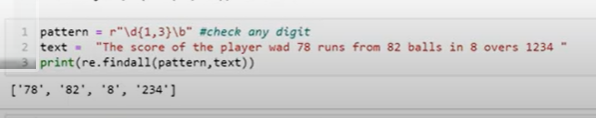 1 pattern = r"\d{1,3}\b" #check any digit
2 text = "The score of the player wad 78 runs from 82 balls in 8 overs 1234 "
3 print(re.findall(pattern,text))
['78', '82', '8', '234']